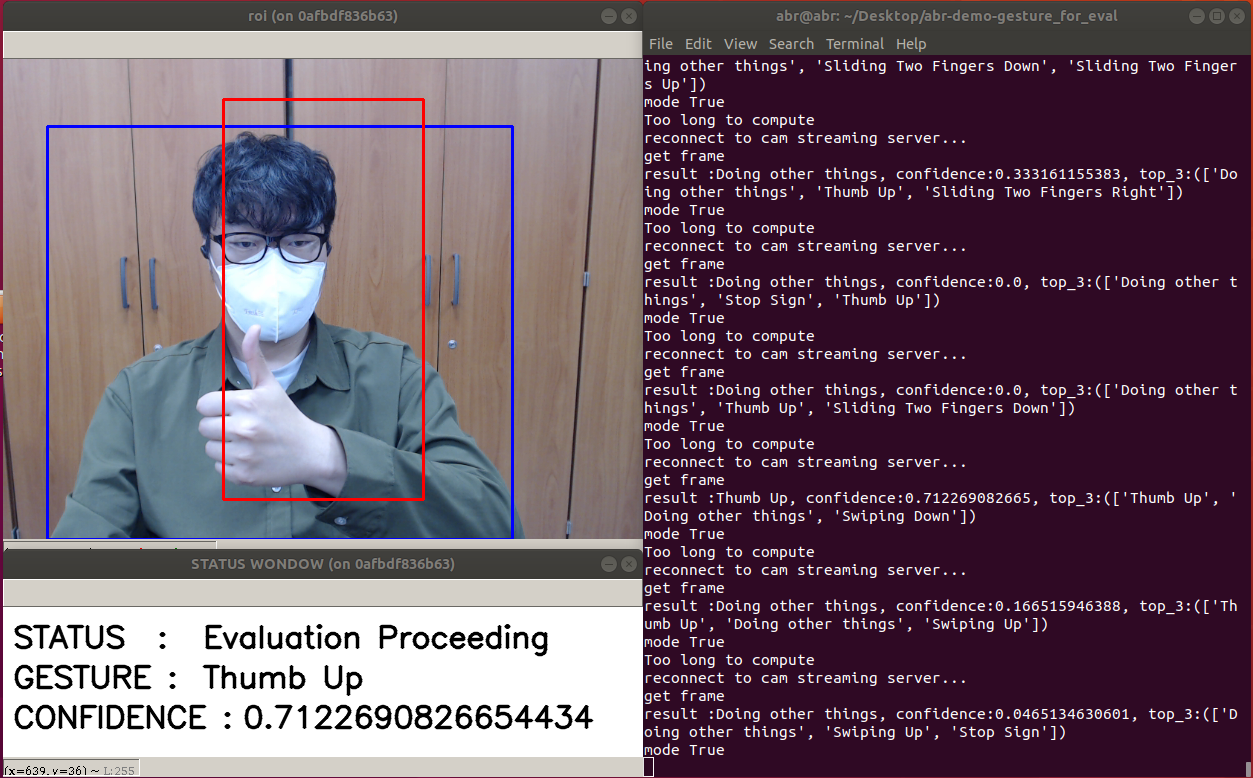 roi (on 0afbdf836b63)
STATUS WONDOW (on 0afbdf836b63)
STATUS : Evaluation Proceeding
GESTURE : Thumb Up
CONFIDENCE : 0.7122690826654434
(x=639,y=36) ~ L:255
abr@abr: ~/Desktop/abr-demo-gesture_for_eval
File Edit View Search Terminal Help
ing other things', 'Sliding Two Fingers Down', 'Sliding Two Finger
s Up'])
mode True
Too long to compute
reconnect to cam streaming server...
get frame
result :Doing other things, confidence:0.333161155383, top_3:(['Do
ing other things', 'Thumb Up', 'Sliding Two Fingers Right'])
mode True
Too long to compute
reconnect to cam streaming server...
get frame
result :Doing other things, confidence:0.0, top_3:(['Doing other t
hings', 'Stop Sign', 'Thumb Up'])
mode True
Too long to compute
reconnect to cam streaming server...
get frame
result :Doing other things, confidence:0.0, top_3:(['Doing other t
hings', 'Thumb Up', 'Sliding Two Fingers Down'])
mode True
Too long to compute
reconnect to cam streaming server...
get frame
result :Thumb Up, confidence:0.712269082665, top_3:(['Thumb Up', '
Doing other things', 'Swiping Down'])
mode True
Too long to compute
reconnect to cam streaming server...
get frame
result :Doing other things, confidence:0.166515946388, top_3:(['Th
umb Up', 'Doing other things', 'Swiping Up'])
mode True
Too long to compute
reconnect to cam streaming server...
get frame
result :Doing other things, confidence:0.0465134630601, top_3:(['D
oing other things', 'Swiping Up', 'Stop Sign'])
mode True